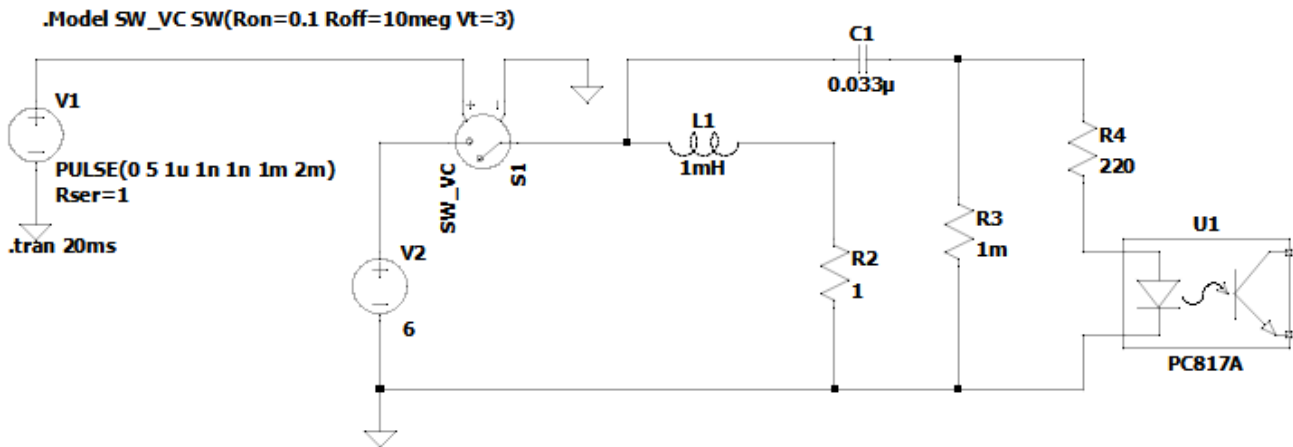 .Model SW_VC SW(Ron=0.1 Roff=10meg Vt=3)
C1
0.033µ
V1
PULSE(0 5 1u 1n 1n 1m 2m)
Rser=1
.tran 20ms
SW_VC
S1
L1
1mH
R4
220
V2
6
R2
1
R3
1m
U1
PC817A